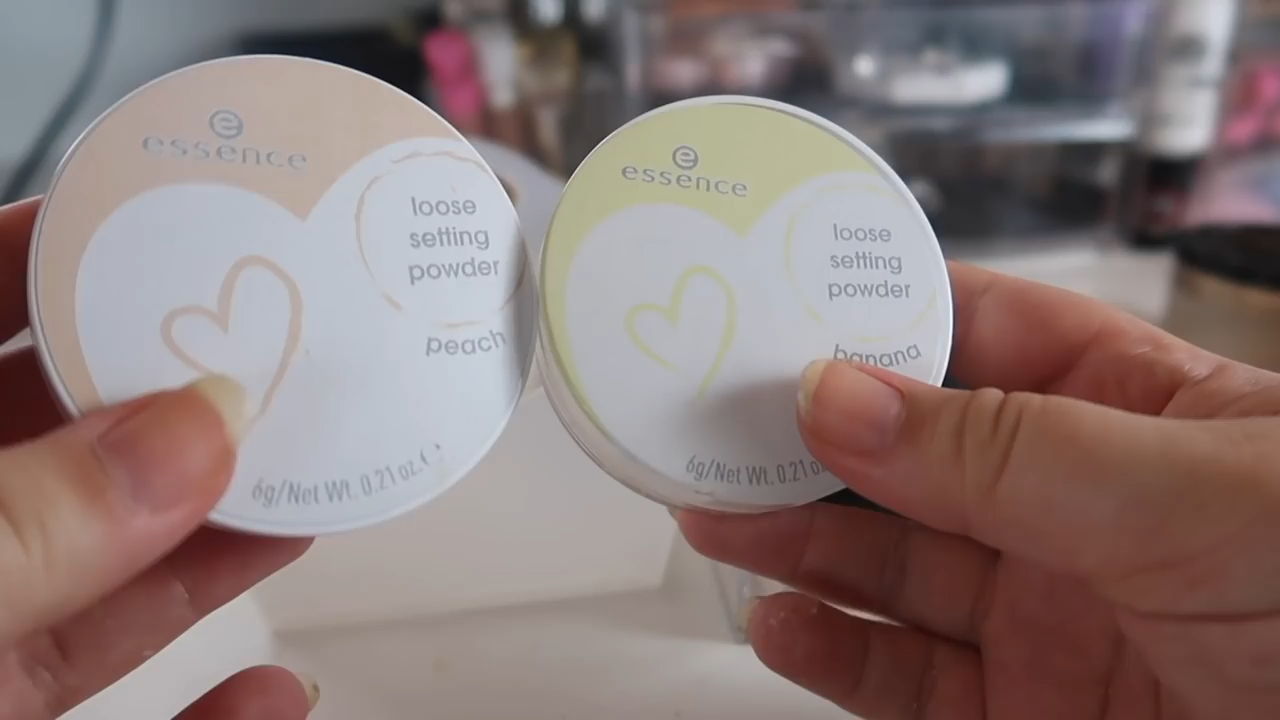 essence
loose
setting
powder
peach
6g/Net Wt. 0.21 oz. e
essence
loose
setting
powder
banana
6g/Net Wt. 0.21 o